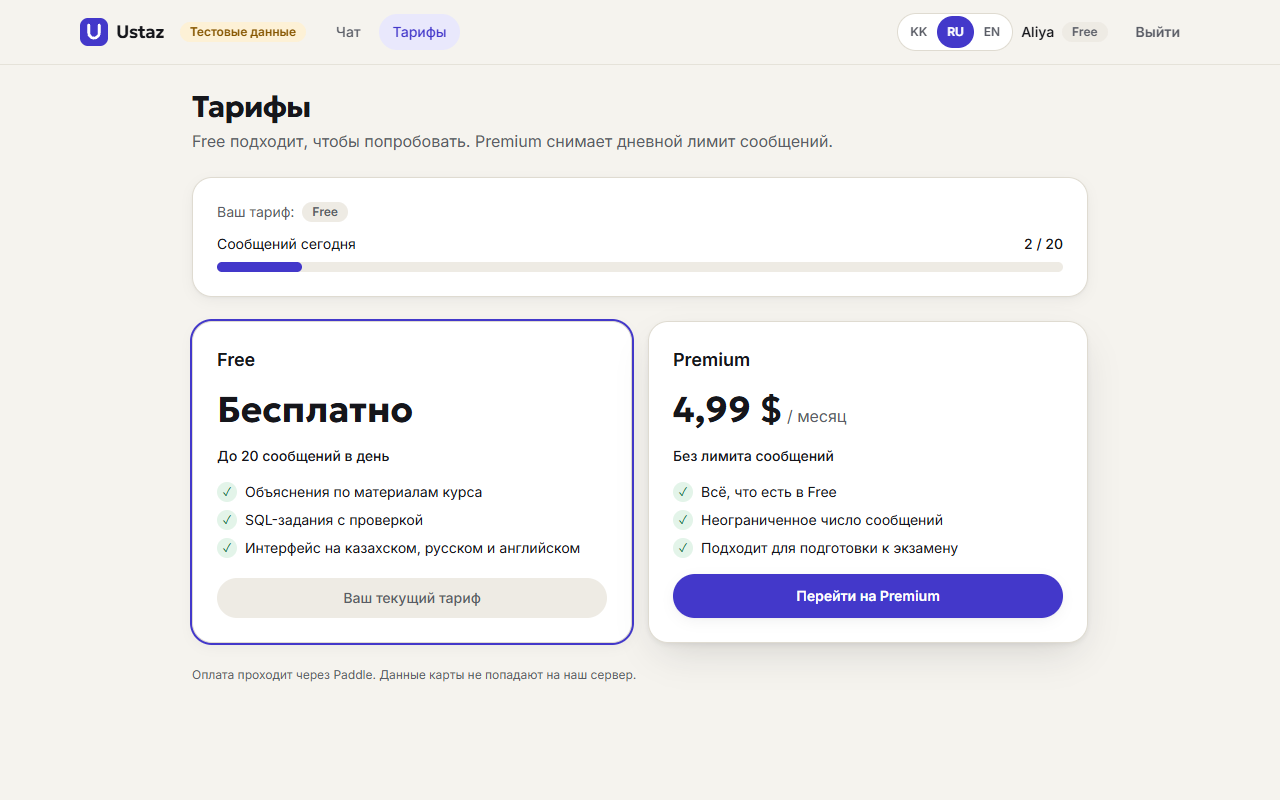 U Ustaz Тестовые данные Чат Тарифы KK RU EN Aliya Free Выйти
Тарифы
Free подходит, чтобы попробовать. Premium снимает дневной лимит сообщений.
Ваш тариф: Free
Сообщений сегодня 2 / 20
Free
Бесплатно
До 20 сообщений в день
✓ Объяснения по материалам курса
✓ SQL-задания с проверкой
✓ Интерфейс на казахском, русском и английском
Ваш текущий тариф
Premium
4,99 $ / месяц
Без лимита сообщений
✓ Всё, что есть в Free
✓ Неограниченное число сообщений
✓ Подходит для подготовки к экзамену
Перейти на Premium
Оплата проходит через Paddle. Данные карты не попадают на наш сервер.